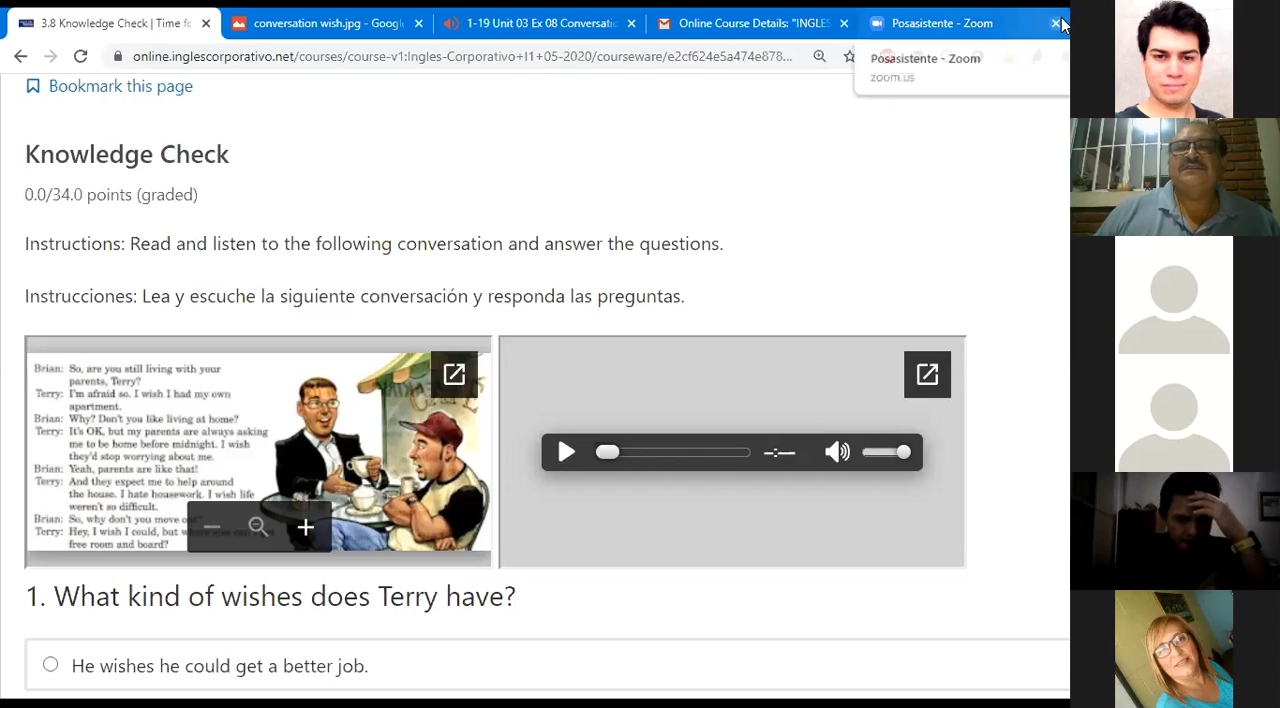 3.8 Knowledge Check | Time fo
conversation wish.jpg - Googl
1-19 Unit 03 Ex 08 Conversati
Online Course Details: "INGLES
Posasistente - Zoom
online.inglescorporativo.net/courses/course-v1:Ingles-Corporativo+I1+05-2020/courseware/e2cf624e5a474e878...
Posasistente - Zoom
zoom.us
Bookmark this page
Knowledge Check
0.0/34.0 points (graded)
Instructions: Read and listen to the following conversation and answer the questions.
Instrucciones: Lea y escuche la siguiente conversación y responda las preguntas.
Brian: So, are you still living with your
parents, Terry?
Terry: I'm afraid so. I wish I had my own
apartment.
Brian: Why? Don't you like living at home?
Terry: It's OK, but my parents are always asking
me to be home before midnight. I wish
they'd stop worrying about me.
Brian: Yeah, parents are like that!
Terry: And they expect me to help around
the house. I hate housework. I wish life
weren't so difficult.
Brian: So, why don't you move
Terry: Hey, I wish I could, but
free room and board?
-:--
1. What kind of wishes does Terry have?
He wishes he could get a better job.